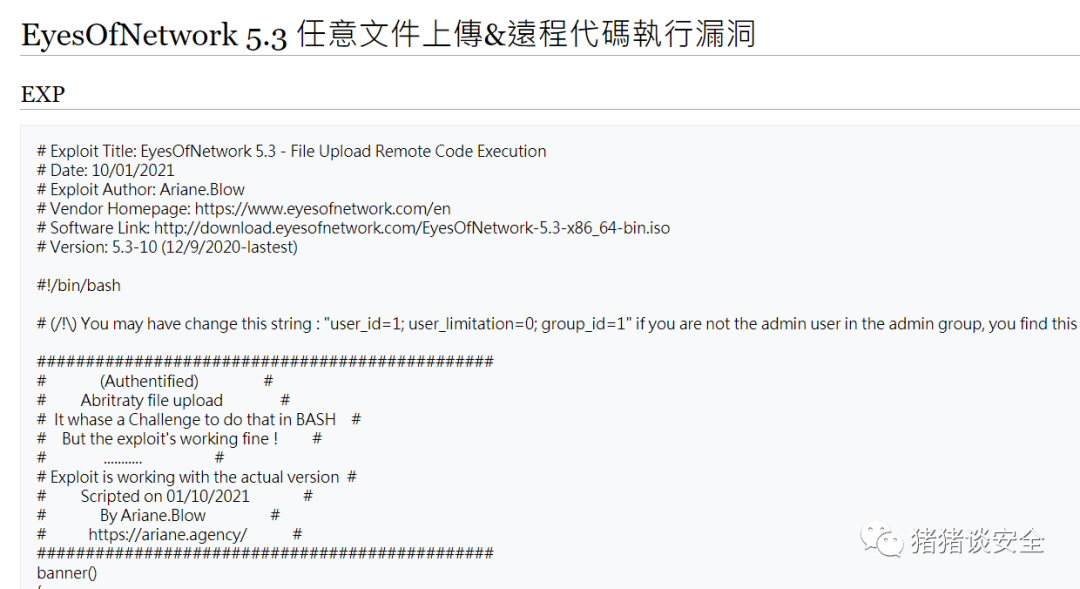 EyesOfNetwork 5.3 任意文件上傳&遠程代碼執行漏洞
EXP
# Exploit Title: EyesOfNetwork 5.3 - File Upload Remote Code Execution
# Date: 10/01/2021
# Exploit Author: Ariane.Blow
# Vendor Homepage: https://www.eyesofnetwork.com/en
# Software Link: http://download.eyesofnetwork.com/EyesOfNetwork-5.3-x86_64-bin.iso
# Version: 5.3-10 (12/9/2020-lastest)
#!/bin/bash
# (/!\) You may have change this string : "user_id=1; user_limitation=0; group_id=1" if you are not the admin user in the admin group, you find this
###############################################
# (Authentified) #
# Abritraty file upload #
# It whase a Challenge to do that in BASH #
# But the exploit's working fine ! #
# ........... #
# Exploit is working with the actual version #
# Scripted on 01/10/2021 #
# By Ariane.Blow #
# https://ariane.agency/ #
###############################################
banner()
猪猪谈安全